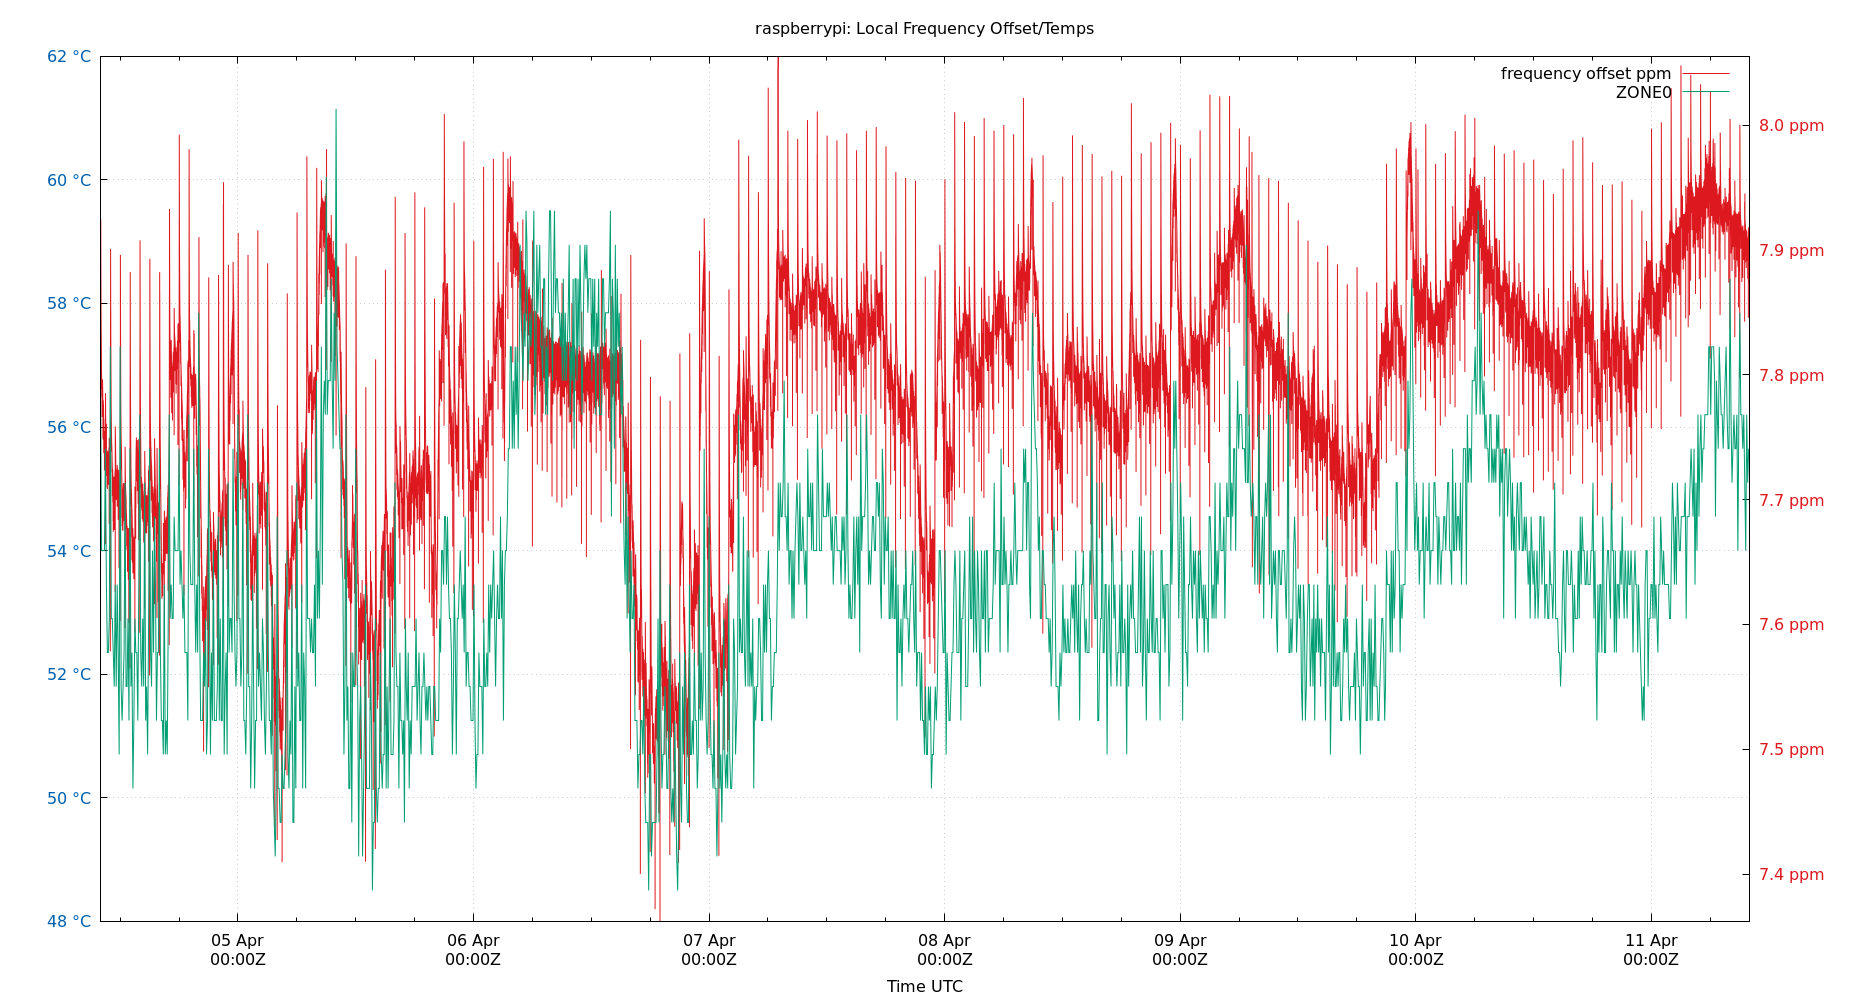 raspberrypi: Local Frequency Offset/Temps
62 °C
60 °C
58 °C
56 °C
54 °C
52 °C
50 °C
48 °C
frequency offset ppm
ZONE0
8.0 ppm
7.9 ppm
7.8 ppm
7.7 ppm
7.6 ppm
7.5 ppm
7.4 ppm
05 Apr 06 Apr 07 Apr 08 Apr 09 Apr 10 Apr 11 Apr
00:00Z 00:00Z 00:00Z 00:00Z 00:00Z 00:00Z 00:00Z
Time UTC